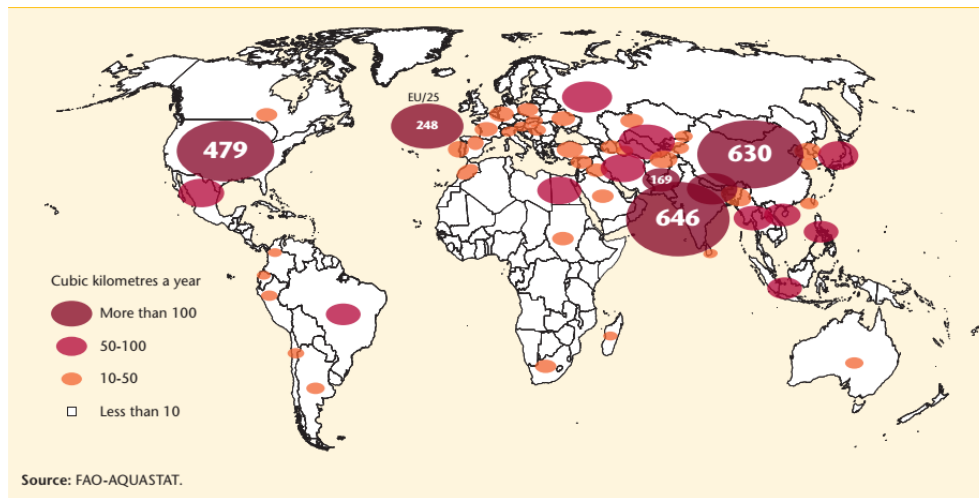 EU/25
248
479
630
169
646
Cubic kilometres a year
More than 100
50-100
10-50
Less than 10
Source: FAO-AQUASTAT.